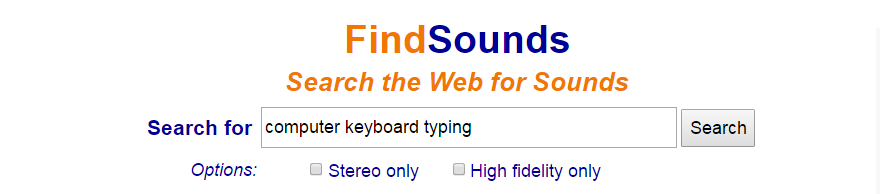 FindSounds
Search the Web for Sounds
Search for computer keyboard typing Search
Options: Stereo only High fidelity only